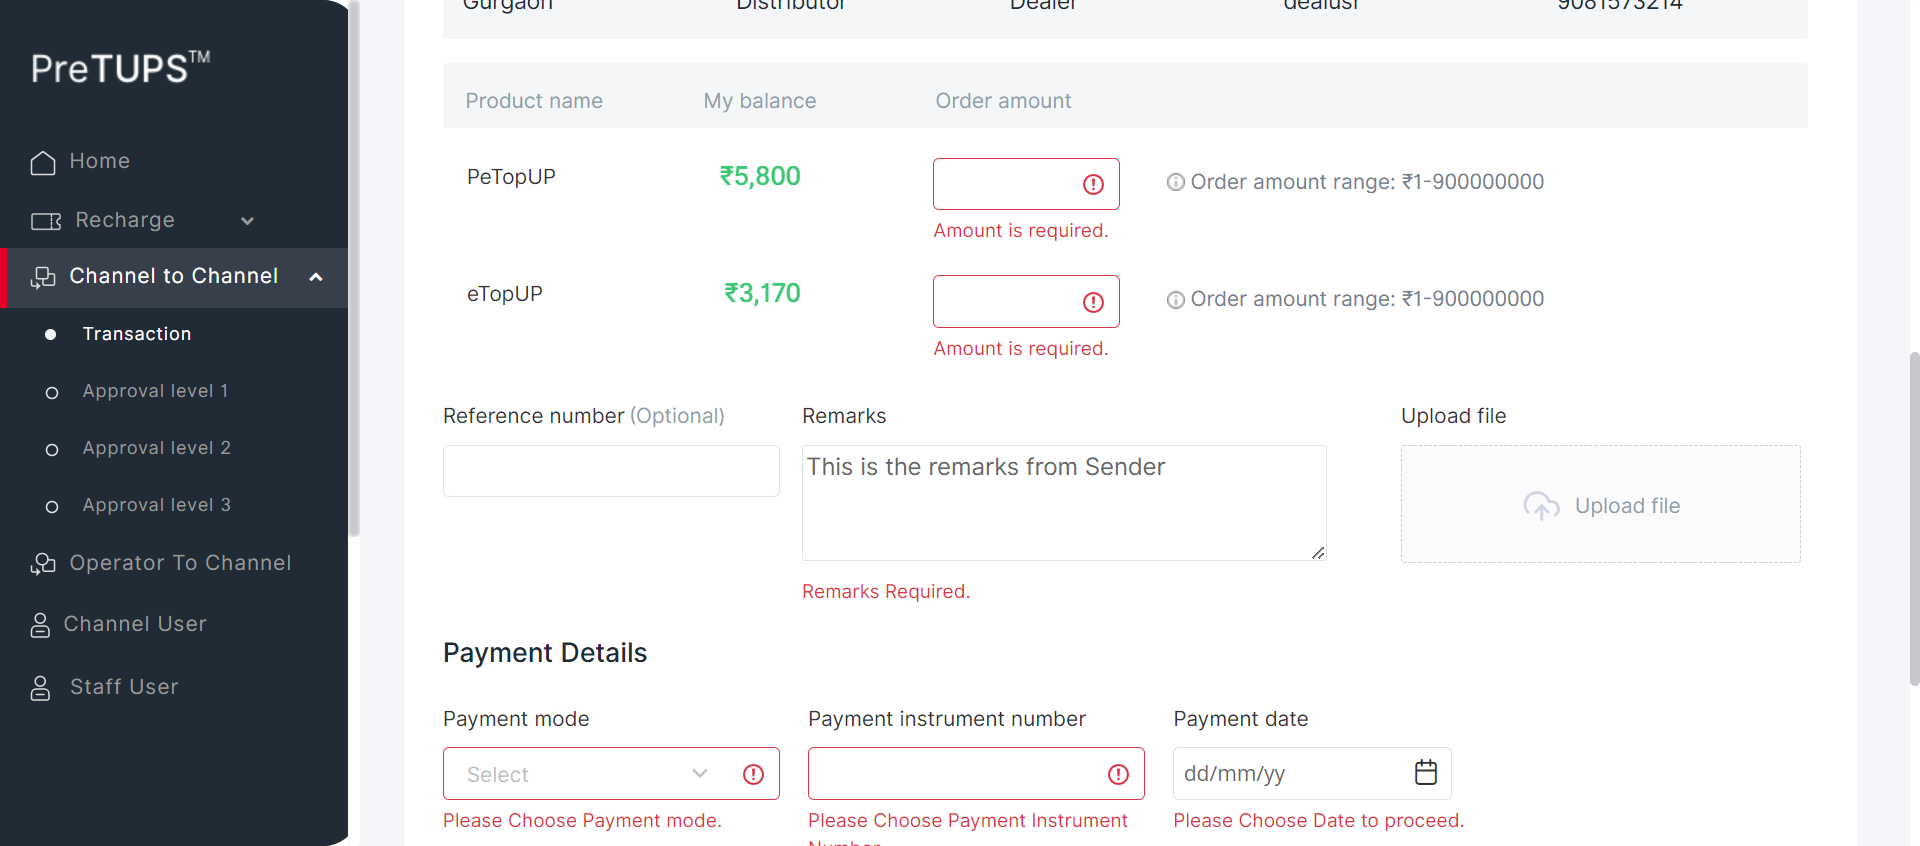 Gurgaon Distributor Dealer dealusr 9081573214
PreTUPS™
Product name My balance Order amount
Home
PeTopUP ₹5,800 Order amount range: ₹1-900000000
Recharge
Amount is required.
Channel to Channel
eTopUP ₹3,170 Order amount range: ₹1-900000000
Transaction
Amount is required.
Approval level 1
Reference number (Optional) Remarks Upload file
Approval level 2
This is the remarks from Sender
Approval level 3
Upload file
Operator To Channel
Remarks Required.
Channel User
Payment Details
Staff User
Payment mode Payment instrument number Payment date
Select dd/mm/yy
Please Choose Payment mode. Please Choose Payment Instrument Please Choose Date to proceed.
Number